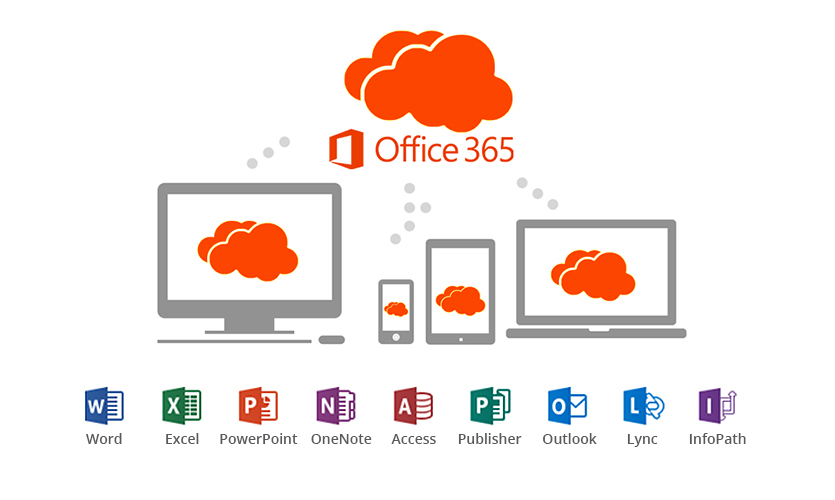 Office 365
Word Excel PowerPoint OneNote Access Publisher Outlook Lync InfoPath